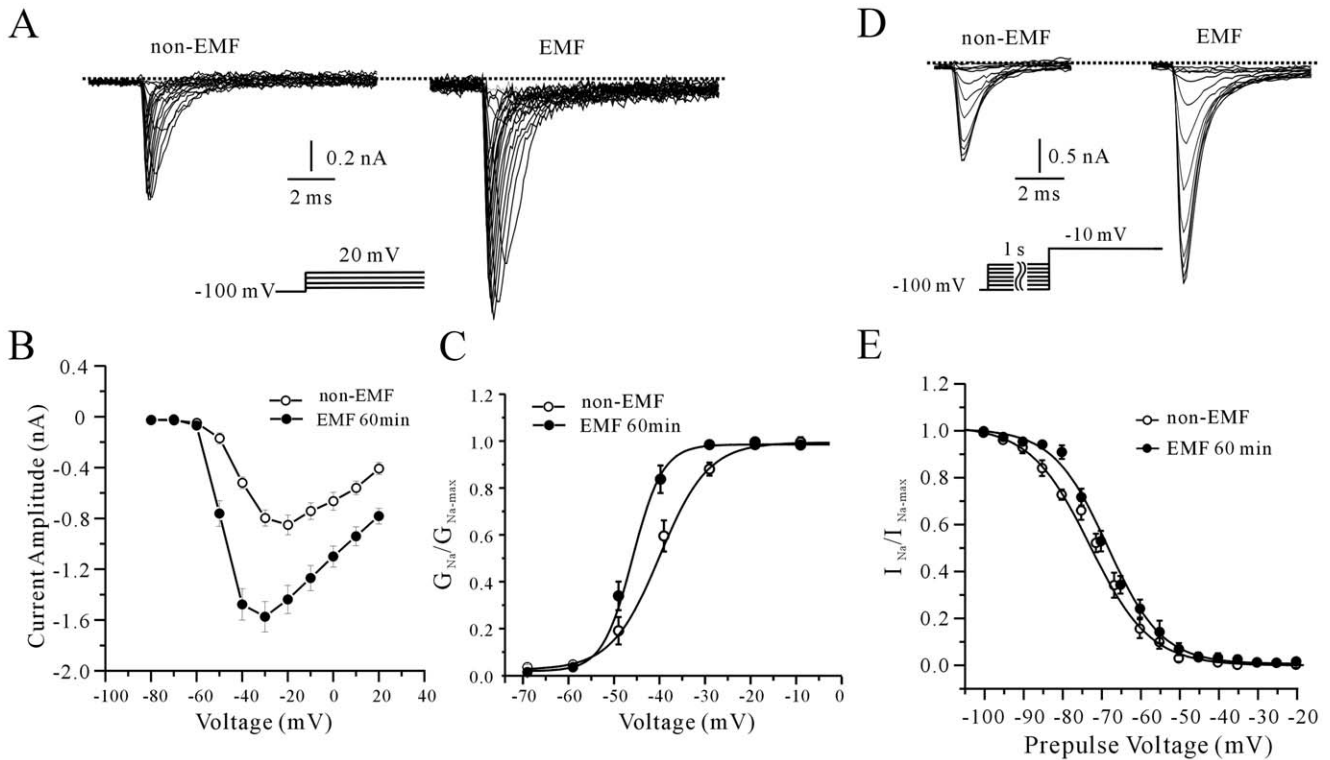 A
non-EMF
EMF
0.2 nA
2 ms
20 mV
-100 mV
D
non-EMF
EMF
0.5 nA
2 ms
1 s
-10 mV
-100 mV
B
Current Amplitude (nA)
0.4
0
-0.4
-0.8
-1.2
-1.6
-2.0
non-EMF
EMF 60min
-100 -80 -60 -40 -20 0 20 40
Voltage (mV)
C
G Na/G Na-max
1.2
1.0
0.8
0.6
0.4
0.2
0
non-EMF
EMF 60min
-70 -60 -50 -40 -30 -20 -10 0
Voltage (mV)
E
I Na/I Na-max
1.2
1.0
0.8
0.6
0.4
0.2
0.0
non-EMF
EMF 60 min
-100 -90 -80 -70 -60 -50 -40 -30 -20
Prepulse Voltage (mV)